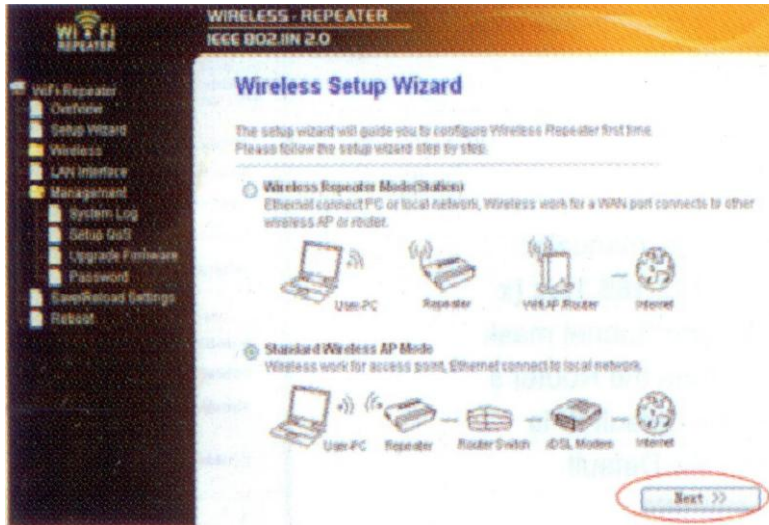 WiFi
REPEATER
WIRELESS - REPEATER
IEEE 802.11N 2.0
WiFi Repeater
Overview
Setup Wizard
Wireless
LAN Interface
Management
System Log
Setup QoS
Upgrade Firmware
Password
Save/Reload Settings
Reboot
Wireless Setup Wizard
The setup wizard will guide you to configure Wireless Repeater first time.
Please follow the setup wizard step by step.
Wireless Repeater Mode(Station)
Ethernet connect PC or local network, Wireless work for a WAN port connects to other
wireless AP or router.
User-PC Repeater Internet
Standard Wireless AP Mode
Wireless work for access point, Ethernet connect to local network.
User-PC Repeater Router Switch Modem Internet
Next >>